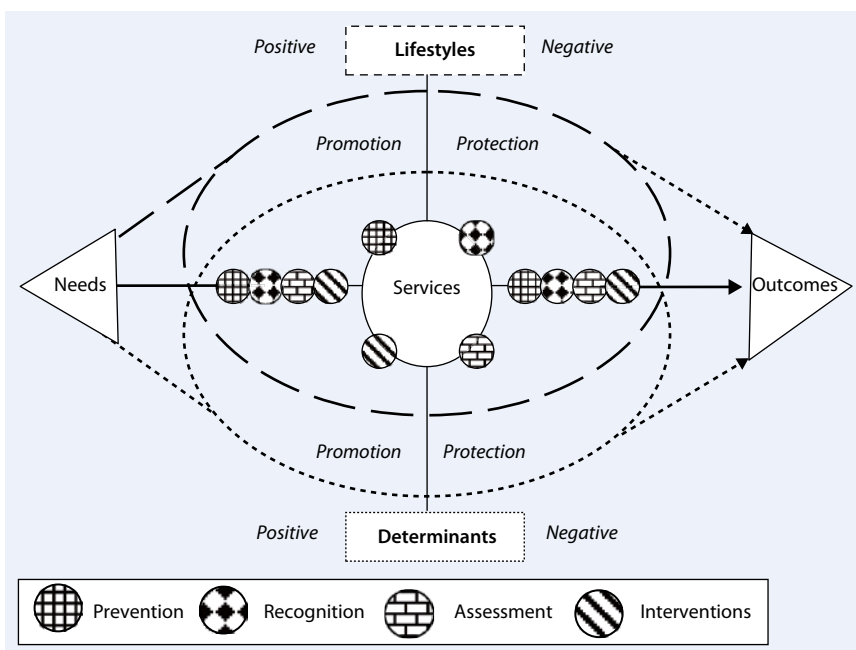 Positive Lifestyles Negative
Promotion Protection
Needs Services Outcomes
Promotion Protection
Positive Determinants Negative
Prevention Recognition Assessment Interventions